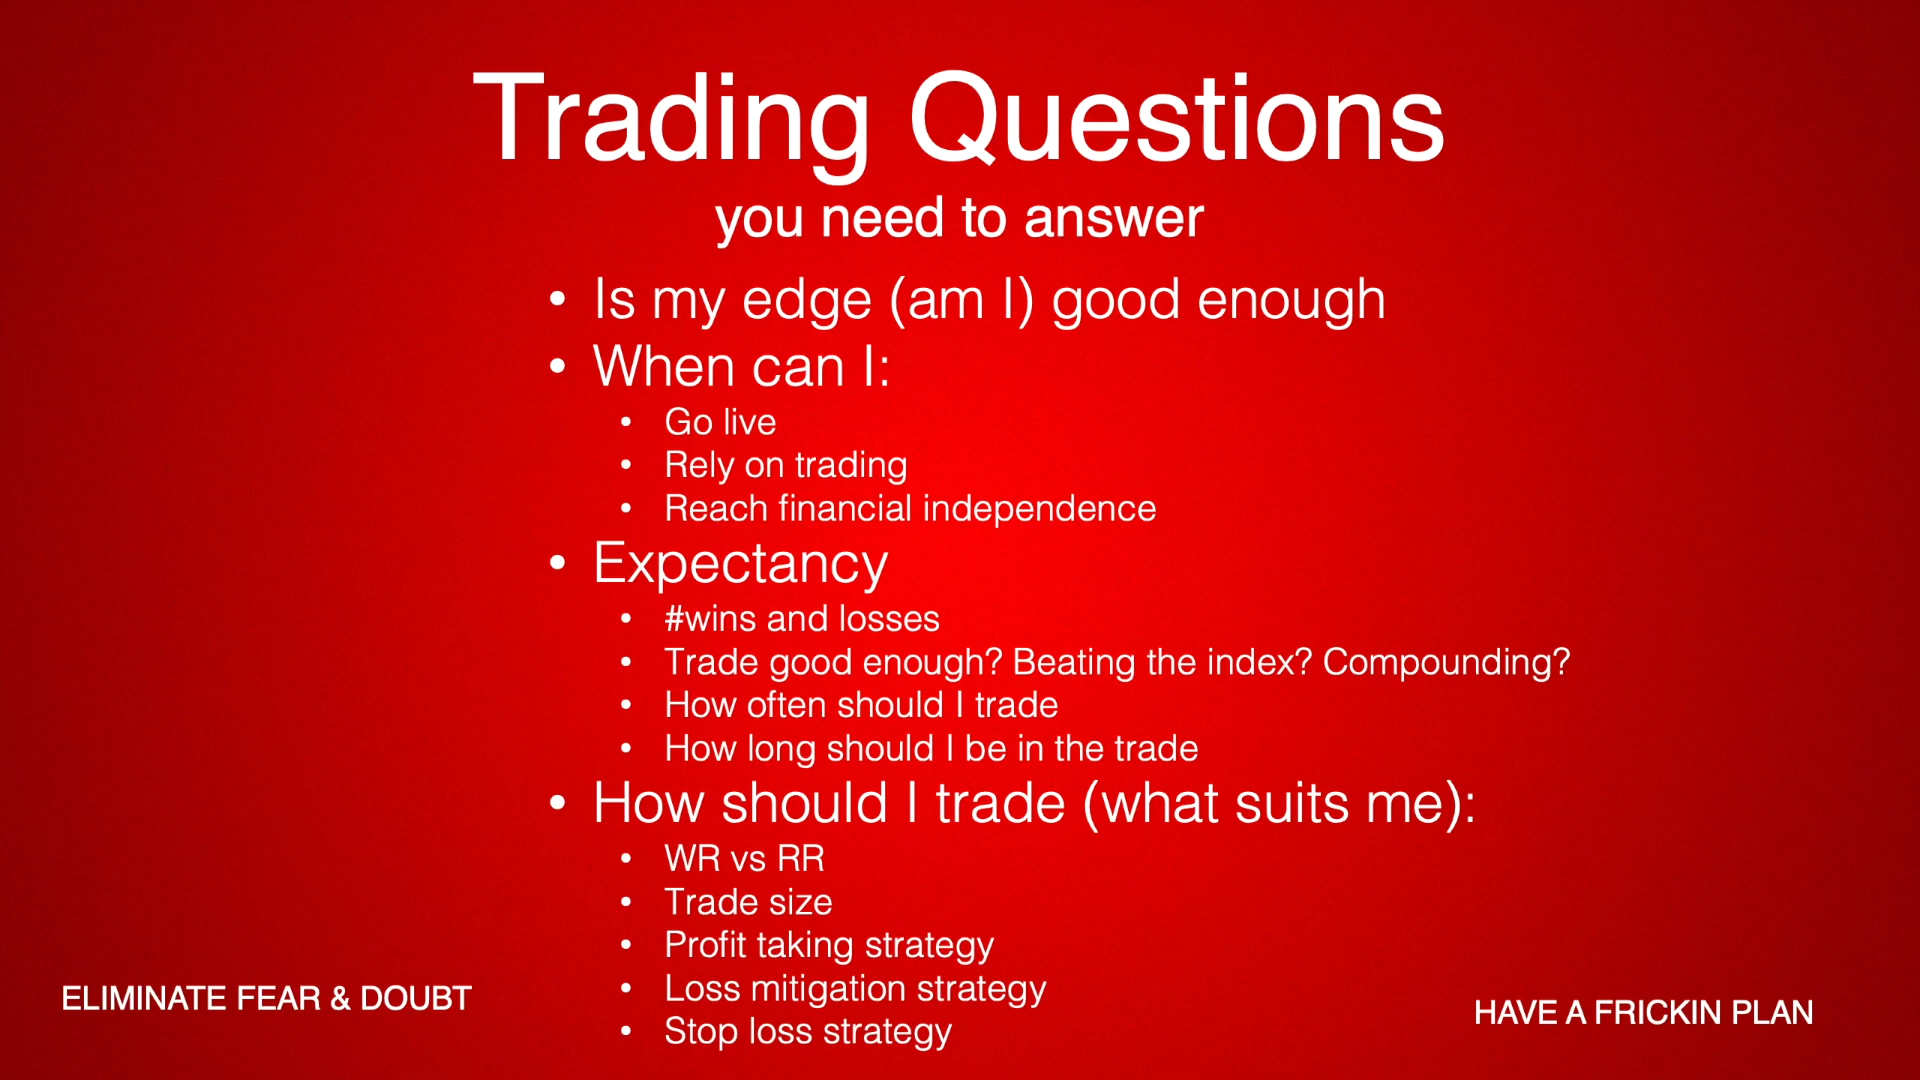 Trading Questions
you need to answer
• Is my edge (am I) good enough
• When can I:
• Go live
• Rely on trading
• Reach financial independence
• Expectancy
• #wins and losses
• Trade good enough? Beating the index? Compounding?
• How often should I trade
• How long should I be in the trade
• How should I trade (what suits me):
• WR vs RR
• Trade size
• Profit taking strategy
• Loss mitigation strategy
• Stop loss strategy
ELIMINATE FEAR & DOUBT
HAVE A FRICKIN PLAN